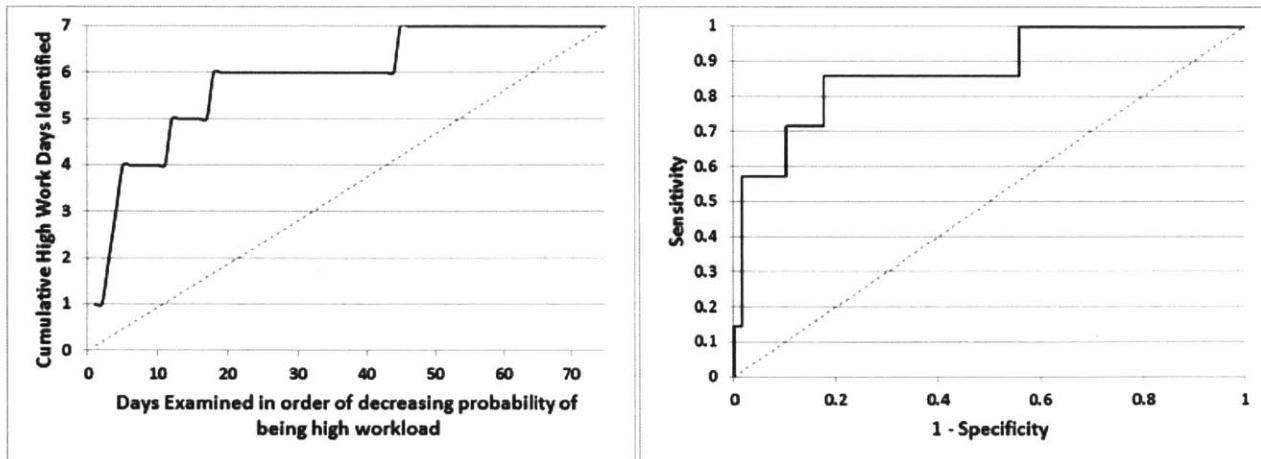 Cumulative High Work Days Identified
7
6
5
4
3
2
1
0
0 10 20 30 40 50 60 70
Days Examined in order of decreasing probability of
being high workload
Sensitivity
1
0.9
0.8
0.7
0.6
0.5
0.4
0.3
0.2
0.1
0
0 0.2 0.4 0.6 0.8 1
1 - Specificity